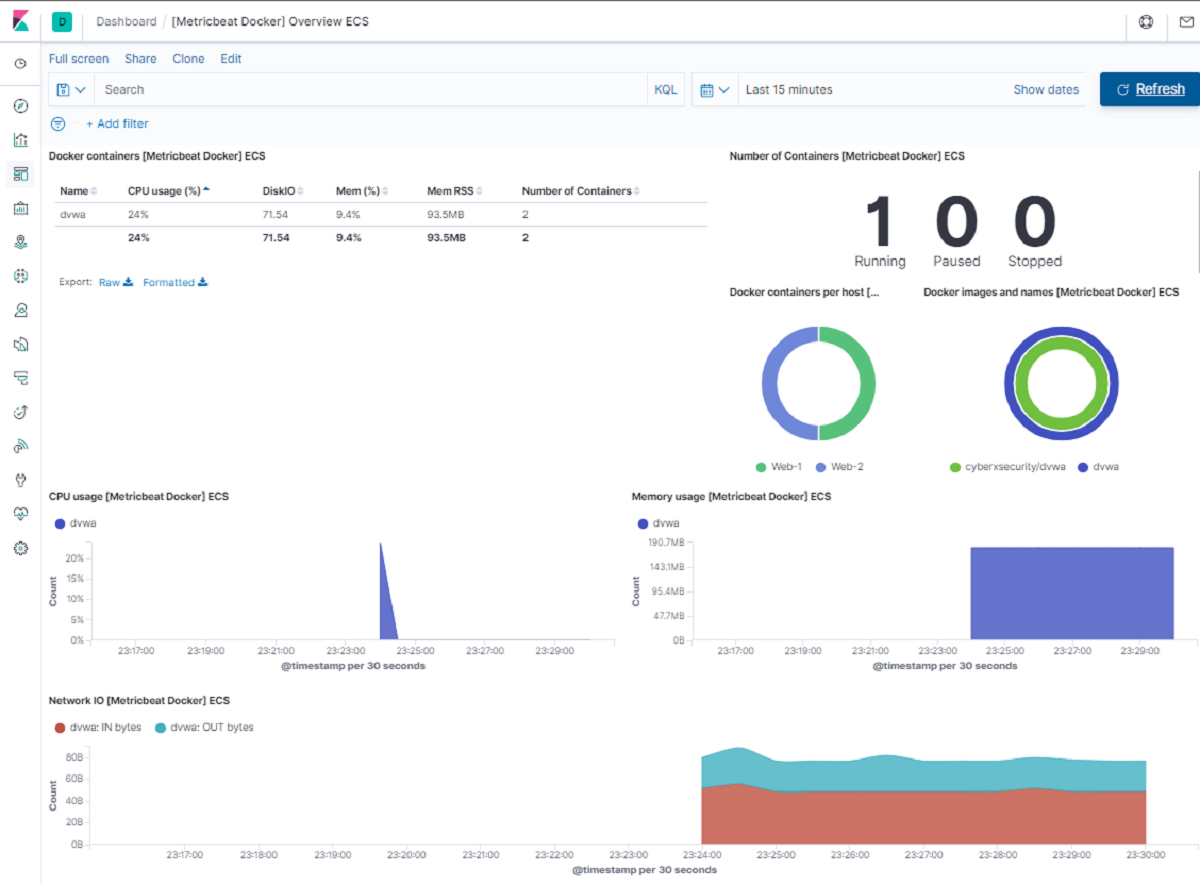 D Dashboard / [Metricbeat Docker] Overview ECS
Full screen Share Clone Edit
Search KQL Last 15 minutes Show dates Refresh
+ Add filter
Docker containers [Metricbeat Docker] ECS
Name CPU usage (%) DiskIO Mem (%) Mem RSS Number of Containers
dvwa 24% 71.54 9.4% 93.5MB 2
24% 71.54 9.4% 93.5MB 2
Export: Raw Formatted
Number of Containers [Metricbeat Docker] ECS
1 0 0
Running Paused Stopped
Docker containers per host [...
Web-1 Web-2
Docker images and names [Metricbeat Docker] ECS
cyberxsecurity/dvwa dvwa
CPU usage [Metricbeat Docker] ECS
dvwa
20%
15%
10%
5%
0%
Count
23:17:00 23:19:00 23:21:00 23:23:00 23:25:00 23:27:00 23:29:00
@timestamp per 30 seconds
Memory usage [Metricbeat Docker] ECS
dvwa
190.7MB
143.1MB
95.4MB
47.7MB
0B
Count
23:17:00 23:19:00 23:21:00 23:23:00 23:25:00 23:27:00 23:29:00
@timestamp per 30 seconds
Network IO [Metricbeat Docker] ECS
dvwa: IN bytes dvwa: OUT bytes
80B
60B
40B
20B
0B
Count
23:17:00 23:18:00 23:19:00 23:20:00 23:21:00 23:22:00 23:23:00 23:24:00 23:25:00 23:26:00 23:27:00 23:28:00 23:29:00 23:30:00
@timestamp per 30 seconds